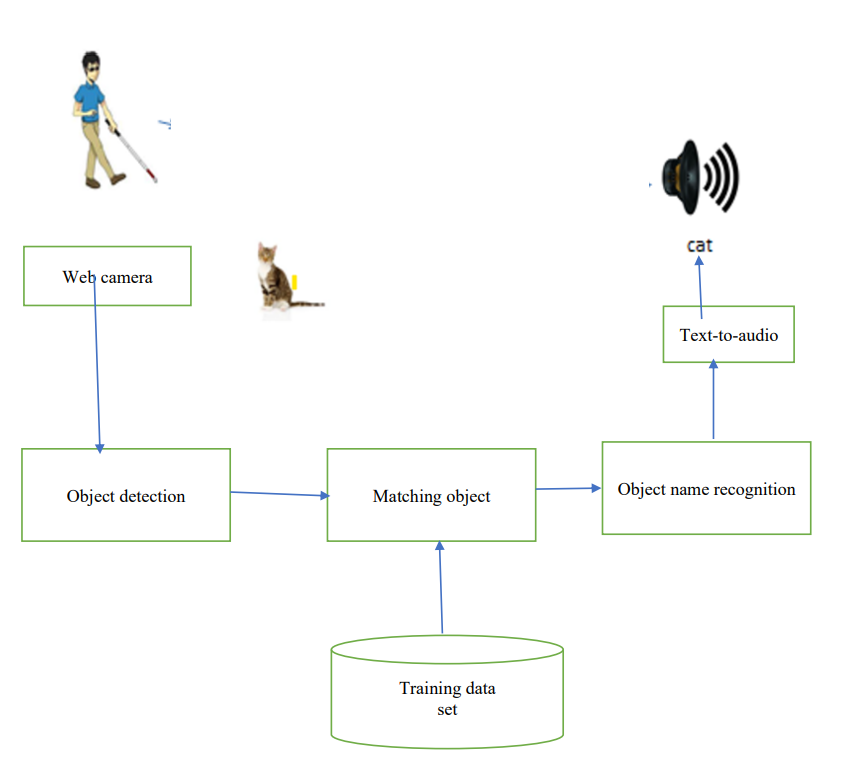 cat
Web camera
Text-to-audio
Object detection
Matching object
Object name recognition
Training data
set